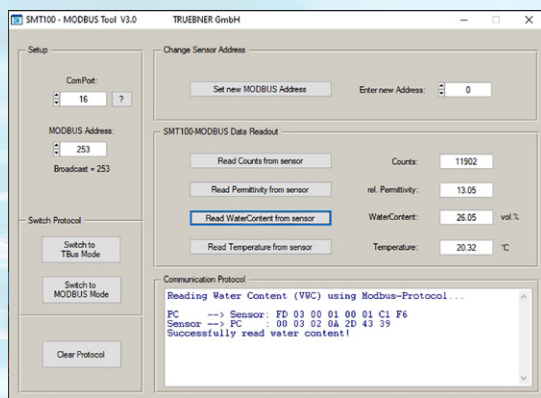 SMT100 - MODBUS Tool V3.0 TRUEBNER GmbH
Setup
ComPort:
16 ?
MODBUS Address:
253
Broadcast = 253
Switch Protocol
Switch to
TBus Mode
Switch to
MODBUS Mode
Clear Protocol
Change Sensor Address
Set new MODBUS Address Enter new Address: 0
SMT100-MODBUS Data Readout
Read Counts from sensor Counts: 11902
Read Permittivity from sensor rel. Permittivity: 13.05
Read WaterContent from sensor WaterContent: 26.05 vol.%
Read Temperature from sensor Temperature: 20.32 °C
Communication Protocol
Reading Water Content (VWC) using Modbus-Protocol...
PC --> Sensor: FD 03 00 01 00 01 C1 F6
Sensor --> PC : 00 03 02 0A 2D 43 39
Successfully read water content!